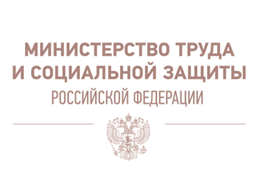 МИНИСТЕРСТВО ТРУДА
И СОЦИАЛЬНОЙ ЗАЩИТЫ
РОССИЙСКОЙ ФЕДЕРАЦИИ